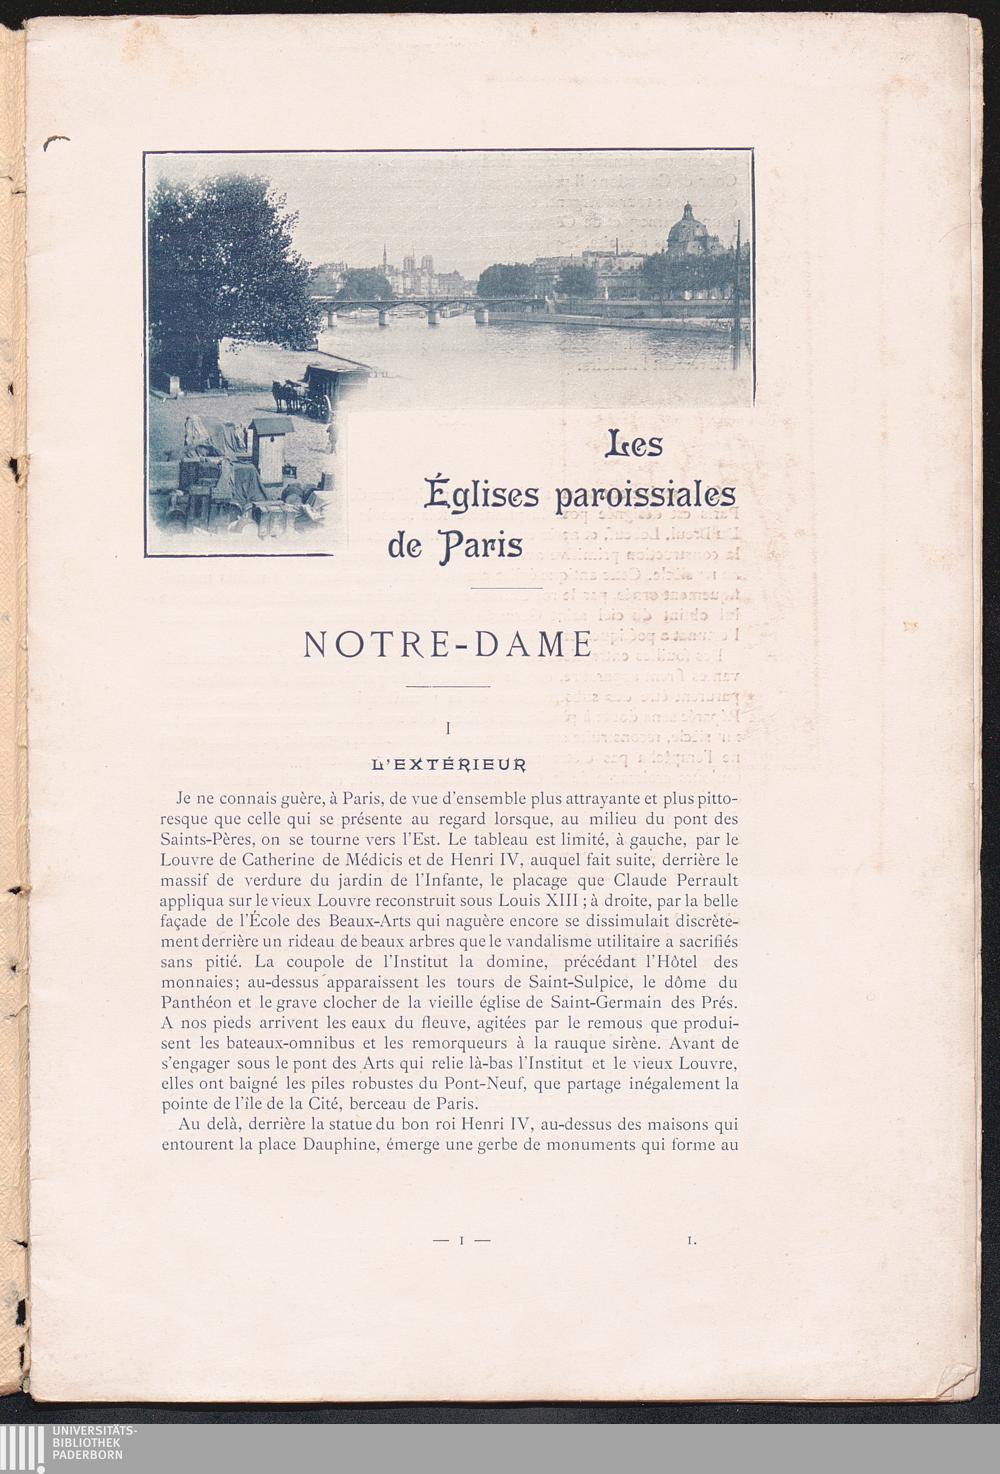 Les
Églises paroissiales
de Paris
NOTRE-DAME
I
L'EXTÉRIEUR
Je ne connais guère, à Paris, de vue d'ensemble plus attrayante et plus pitto-
resque que celle qui se présente au regard lorsque, au milieu du pont des
Saints-Pères, on se tourne vers l'Est. Le tableau est limité, à gauche, par le
Louvre de Catherine de Médicis et de Henri IV, auquel fait suite, derrière le
massif de verdure du jardin de l'Infante, le placage que Claude Perrault
appliqua sur le vieux Louvre reconstruit sous Louis XIII ; à droite, par la belle
façade de l'École des Beaux-Arts qui naguère encore se dissimulait discrète-
ment derrière un rideau de beaux arbres que le vandalisme utilitaire a sacrifiés
sans pitié. La coupole de l'Institut la domine, précédant l'Hôtel des
monnaies; au-dessus apparaissent les tours de Saint-Sulpice, le dôme du
Panthéon et le grave clocher de la vieille église de Saint-Germain des Prés.
A nos pieds arrivent les eaux du fleuve, agitées par le remous que produi-
sent les bateaux-omnibus et les remorqueurs à la rauque sirène. Avant de
s'engager sous le pont des Arts qui relie là-bas l'Institut et le vieux Louvre,
elles ont baigné les piles robustes du Pont-Neuf, que partage inégalement la
pointe de l'île de la Cité, berceau de Paris.
Au delà, derrière la statue du bon roi Henri IV, au-dessus des maisons qui
entourent la place Dauphine, émerge une gerbe de monuments qui forme au
— 1 —
1.
UNIVERSITÄTS-
BIBLIOTHEK
PADERBORN